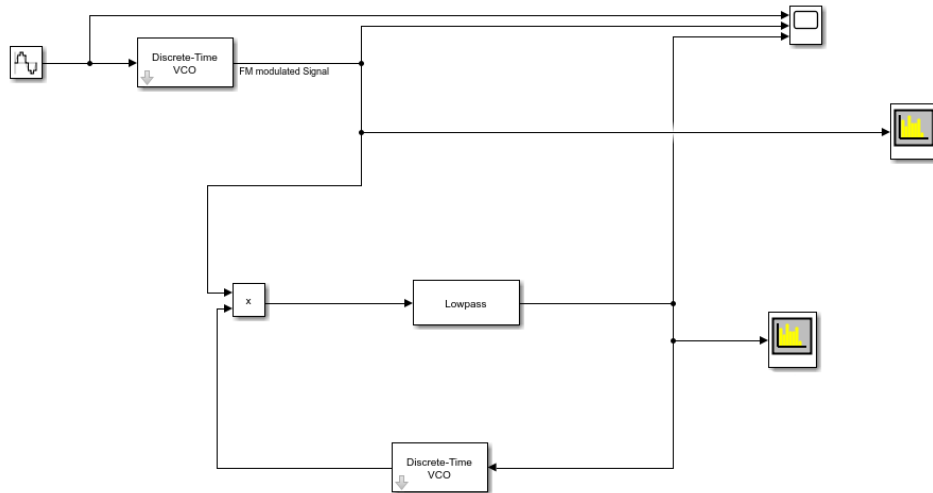 Discrete-Time
VCO
FM modulated Signal
x
Lowpass
Discrete-Time
VCO